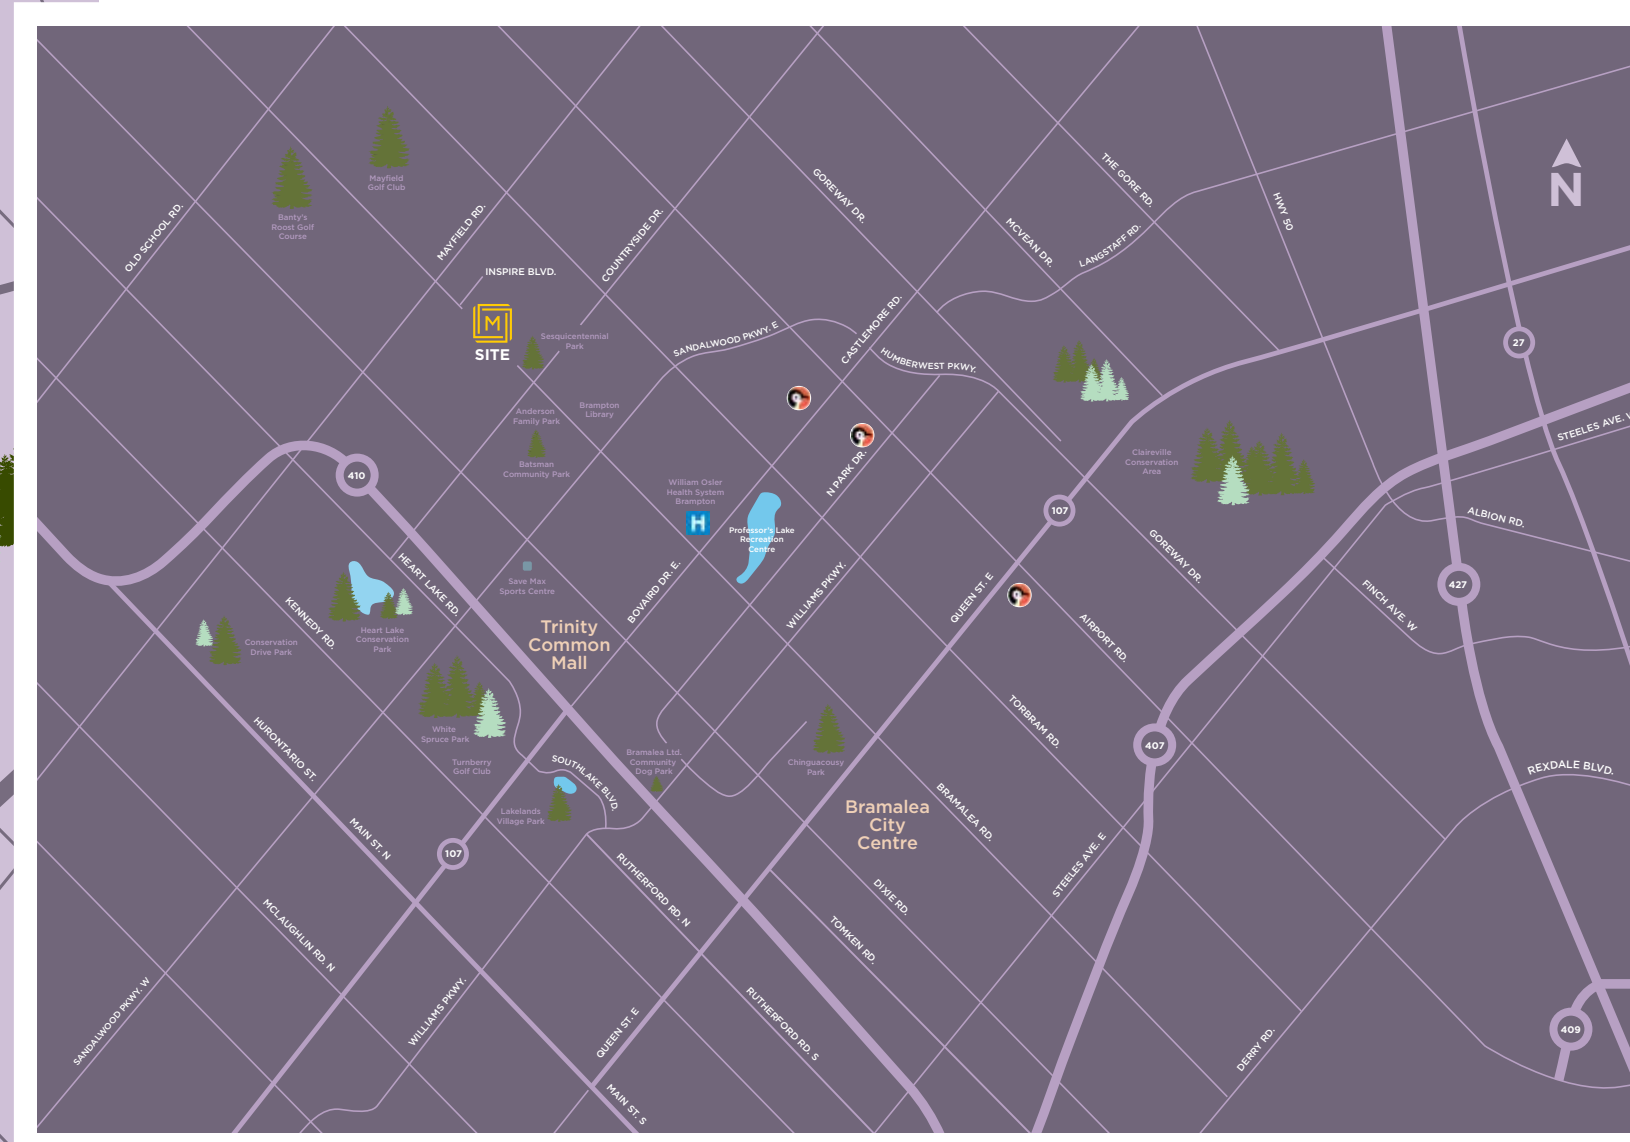 Mayfield
Golf Club
Banty's
Roost Golf
Course
OLD SCHOOL RD.
MAYFIELD RD.
COUNTRYSIDE DR.
GOREWAY DR.
THE GORE RD.
MCVEAN DR.
LANGSTAFF RD.
HWY 50
N
INSPIRE BLVD.
M
SITE
Sesquicentennial
Park
SANDALWOOD PKWY. E
CASTLEMORE RD.
HUMBERWEST PKWY.
27
Anderson
Family Park
Brampton
Library
Batsman
Community Park
STEELES AVE.
Claireville
Conservation
Area
410
William Osler
Health System
Brampton
H
N PARK DR.
Professor's Lake
Recreation
Centre
107
ALBION RD.
GOREWAY DR.
427
FINCH AVE. W
HEART LAKE RD.
Save Max
Sports Centre
BOVAIRD DR. E.
WILLIAMS PKWY.
QUEEN ST. E
AIRPORT RD.
KENNEDY RD.
Heart Lake
Conservation
Park
Conservation
Drive Park
Trinity
Common
Mall
TORBRAM RD.
407
HURONTARIO ST.
White
Spruce Park
Turnberry
Golf Club
SOUTHLAKE BLVD.
Bramalea Ltd.
Community
Dog Park
Chinguacousy
Park
REXDALE BLVD.
Lakelands
Village Park
Bramalea
City
Centre
BRAMALEA RD.
MAIN ST. N
107
STEELES AVE. E
RUTHERFORD RD. N
DIXIE RD.
TOMKEN RD.
MCLAUGHLIN RD. N
SANDALWOOD PKWY. W
WILLIAMS PKWY.
QUEEN ST. E
RUTHERFORD RD. S
DERRY RD.
409
MAIN ST. S